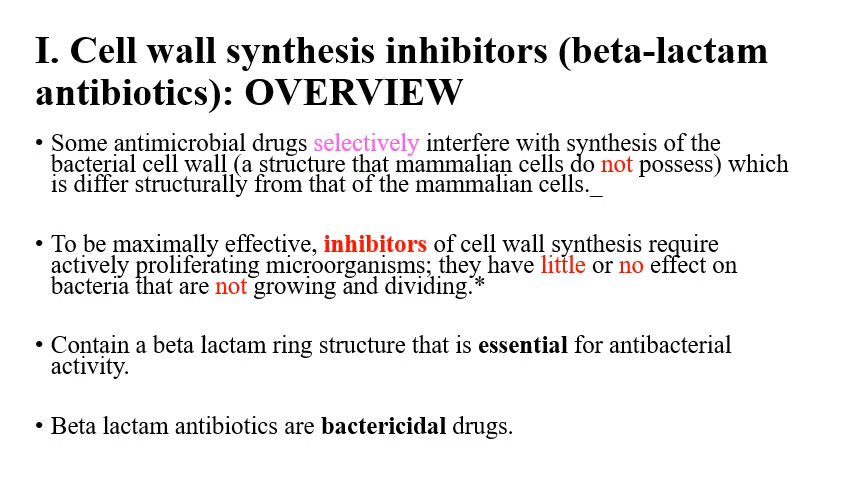 I. Cell wall synthesis inhibitors (beta-lactam
antibiotics): OVERVIEW
• Some antimicrobial drugs selectively interfere with synthesis of the
bacterial cell wall (a structure that mammalian cells do not possess) which
is differ structurally from that of the mammalian cells._
• To be maximally effective, inhibitors of cell wall synthesis require
actively proliferating microorganisms; they have little or no effect on
bacteria that are not growing and dividing.*
• Contain a beta lactam ring structure that is essential for antibacterial
activity.
• Beta lactam antibiotics are bactericidal drugs.